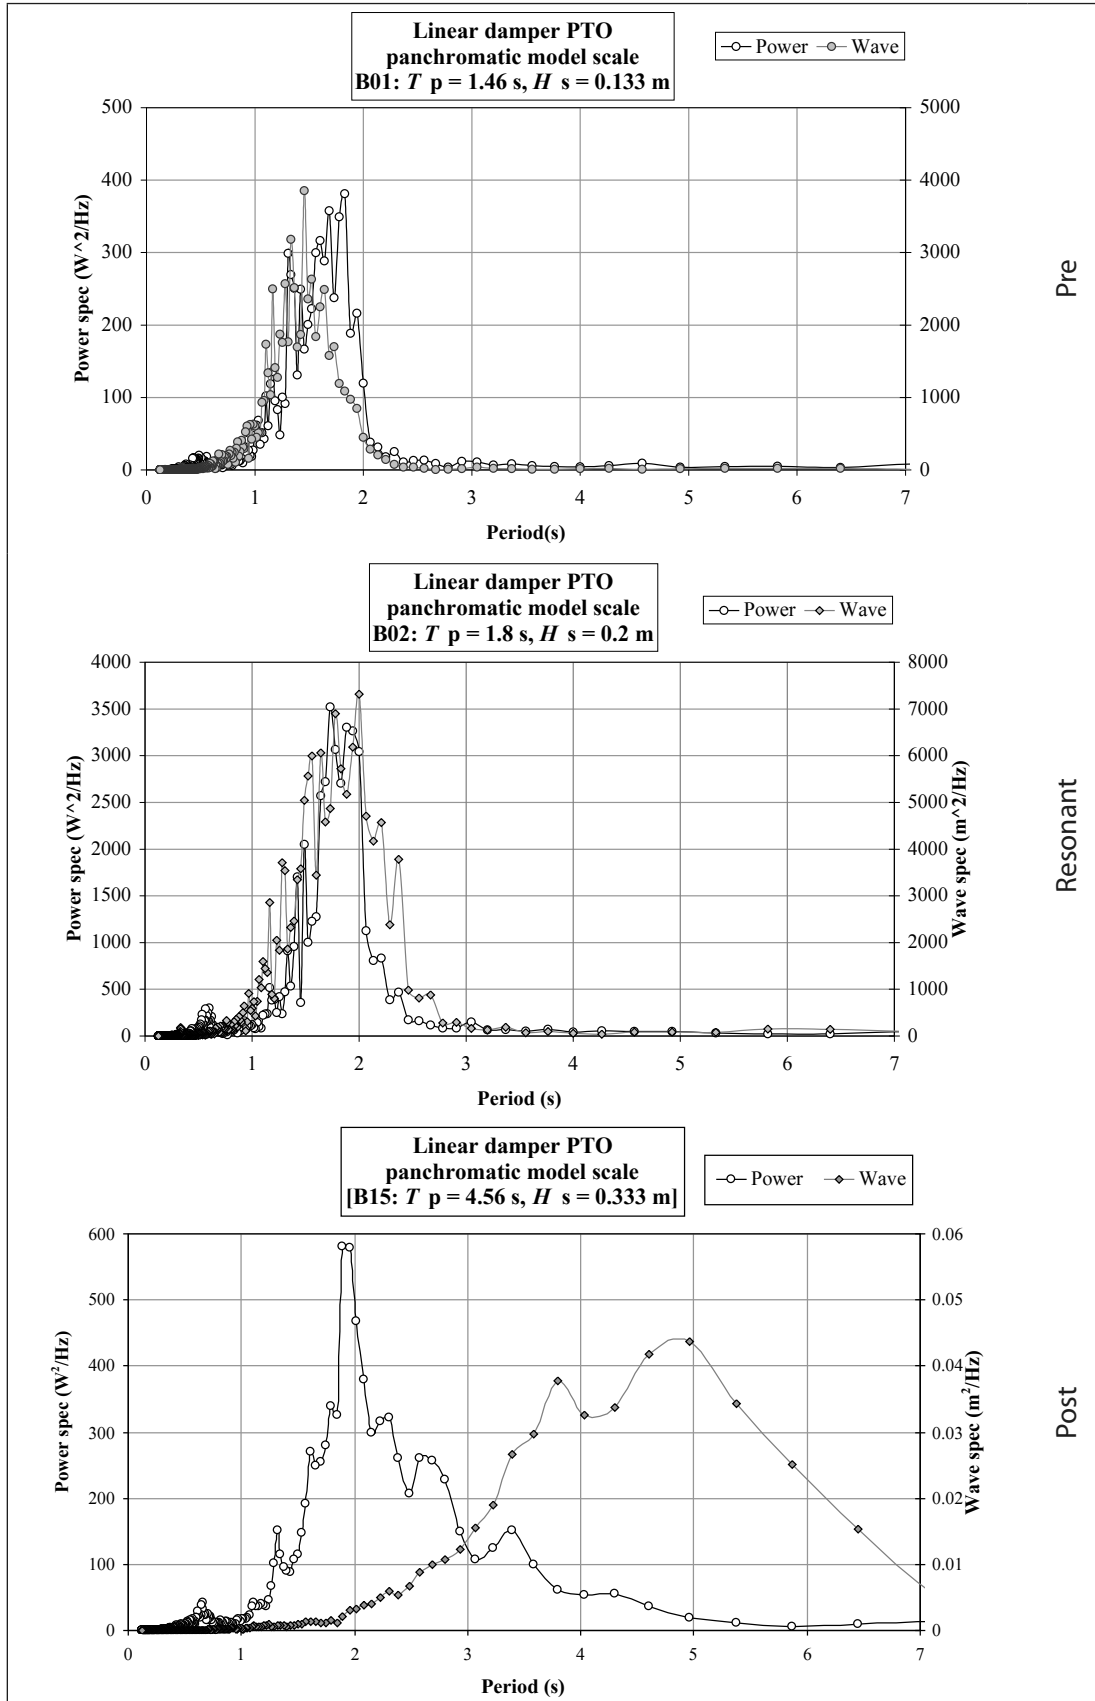 Linear damper PTO
panchromatic model scale
B01: T p = 1.46 s, H s = 0.133 m
Power Wave
500 5000
400 4000
300 3000
200 2000
100 1000
0 0
0 1 2 3 4 5 6 7
Power spec (W^2/Hz)
Period(s)
Pre
Linear damper PTO
panchromatic model scale
B02: T p = 1.8 s, H s = 0.2 m
Power Wave
4000 8000
3500 7000
3000 6000
2500 5000
2000 4000
1500 3000
1000 2000
500 1000
0 0
0 1 2 3 4 5 6 7
Power spec (W^2/Hz)
Wave spec (m^2/Hz)
Period (s)
Resonant
Linear damper PTO
panchromatic model scale
[B15: T p = 4.56 s, H s = 0.333 m]
Power Wave
600 0.06
500 0.05
400 0.04
300 0.03
200 0.02
100 0.01
0 0
0 1 2 3 4 5 6 7
Power spec (W²/Hz)
Wave spec (m²/Hz)
Period (s)
Post